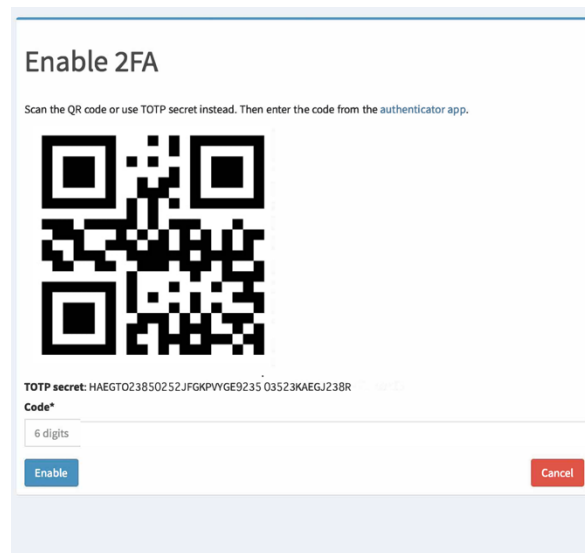 Enable 2FA
Scan the QR code or use TOTP secret instead. Then enter the code from the authenticator app.
TOTP secret: HAEGTO23850252JFGKPVYGE9235 03523KAEGJ238R
Code*
6 digits
Enable
Cancel